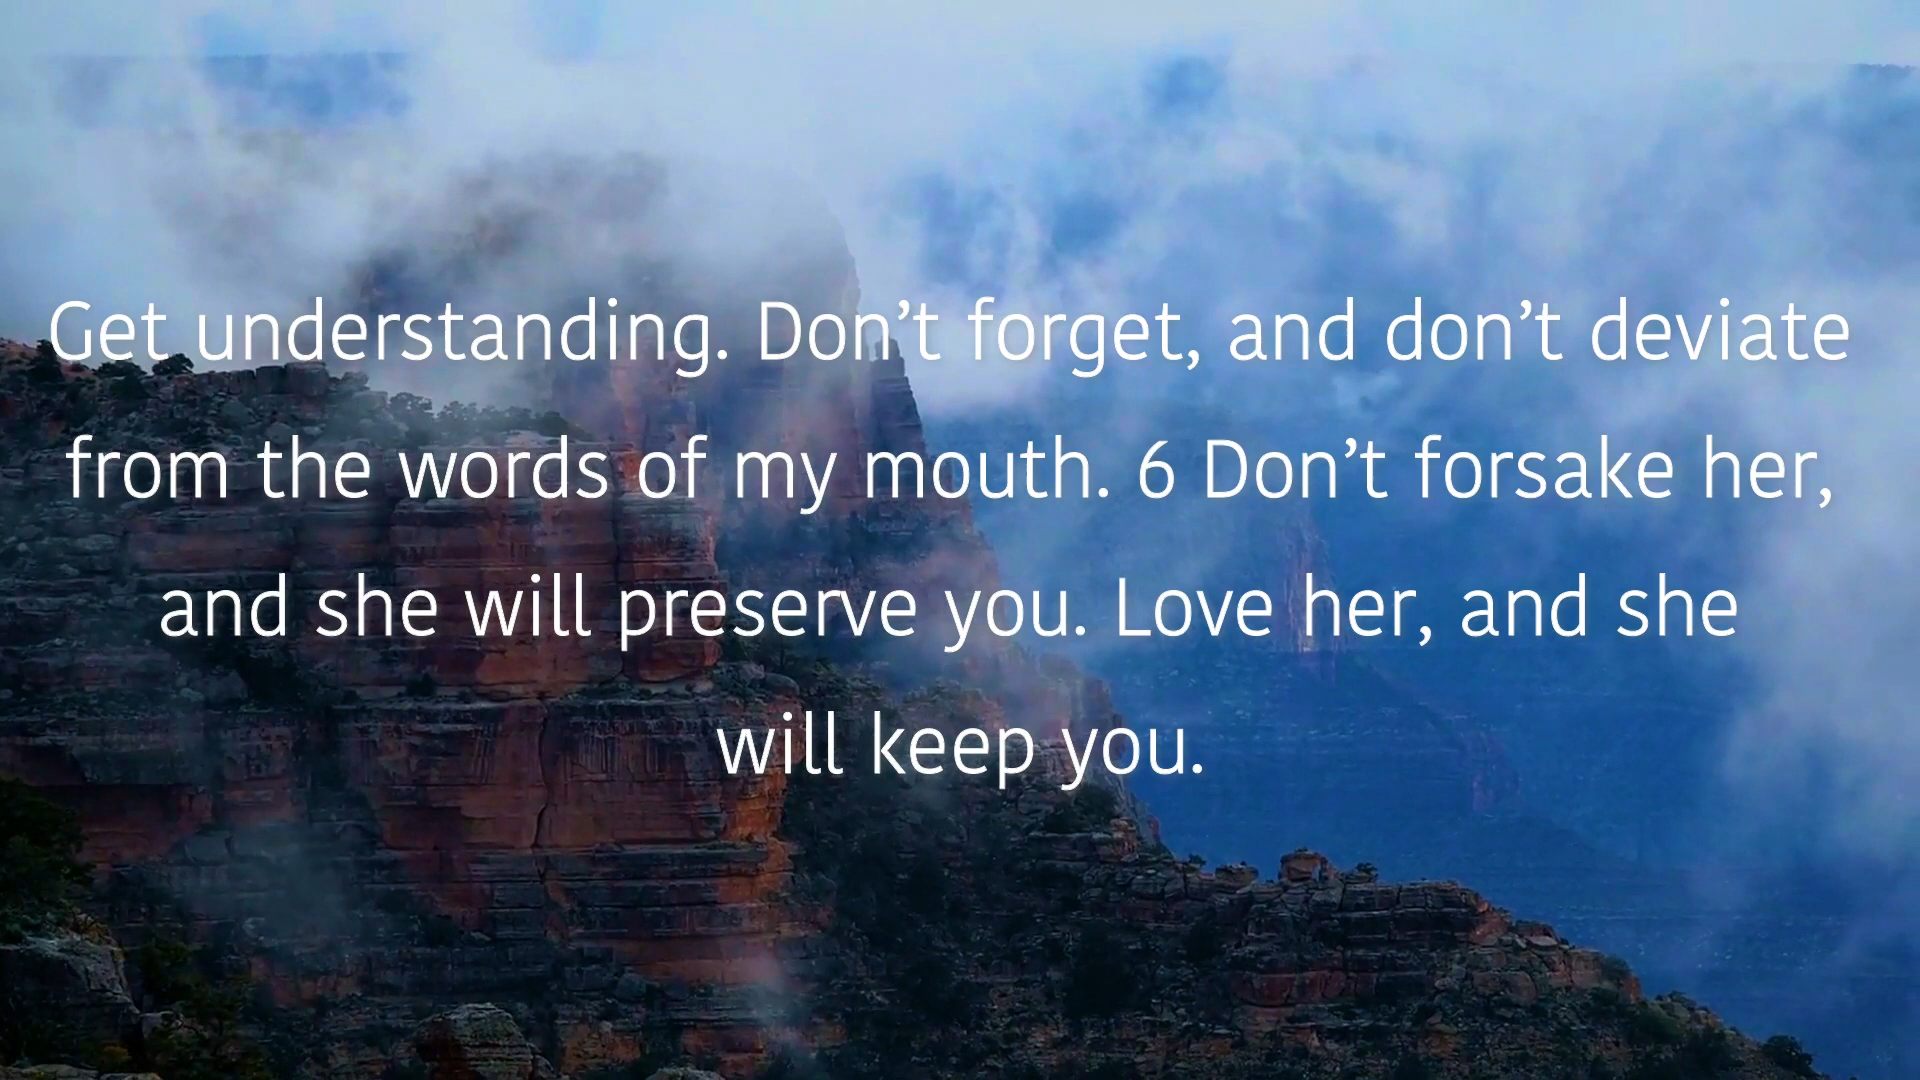 Get understanding. Don’t forget, and don’t deviate
from the words of my mouth. 6 Don’t forsake her,
and she will preserve you. Love her, and she
will keep you.